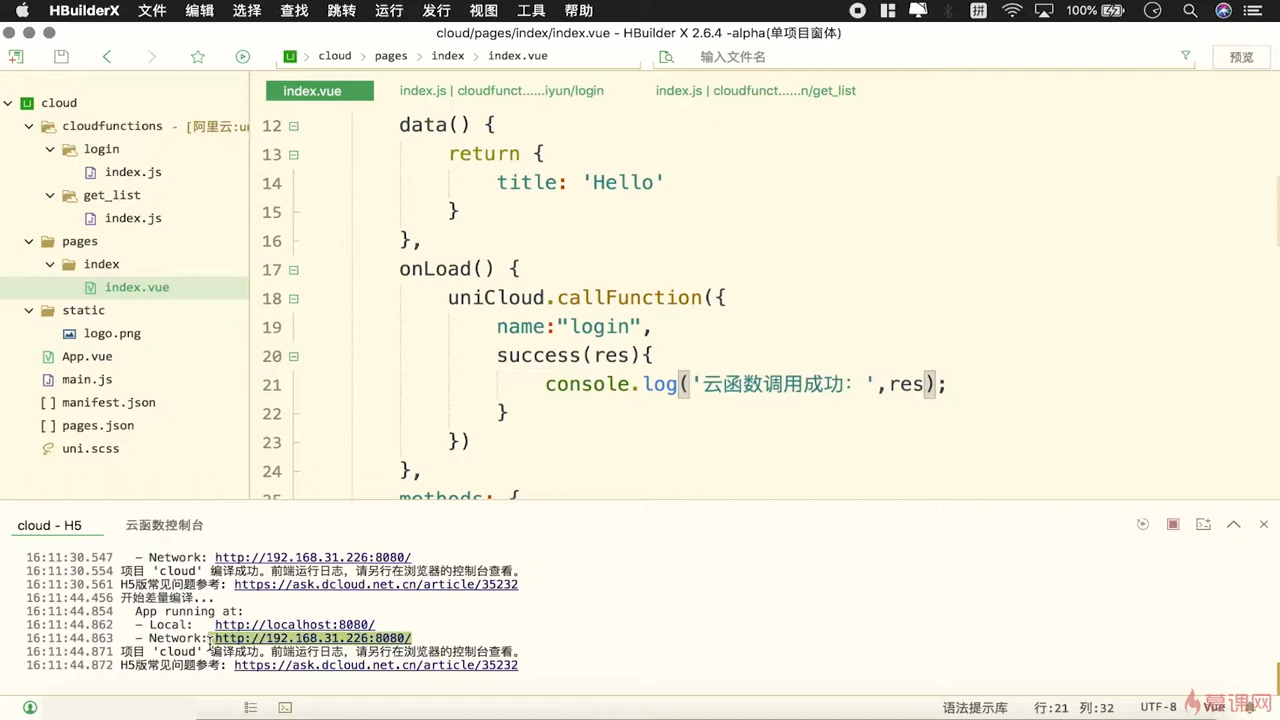 HBuilderX 文件 编辑 选择 查找 跳转 运行 发行 视图 工具 帮助 拼 100%
cloud/pages/index/index.vue - HBuilder X 2.6.4 -alpha(单项目窗体)
cloud pages index index.vue 输入文件名 预览
index.vue index.js | cloudfunct......iyun/login index.js | cloudfunct......n/get_list
cloud
cloudfunctions - [阿里云:u
login
index.js
get_list
index.js
pages
index
index.vue
static
logo.png
App.vue
main.js
manifest.json
pages.json
uni.scss
12 data() {
13 return {
14 title: 'Hello'
15 }
16 },
17 onLoad() {
18 uniCloud.callFunction({
19 name:"login",
20 success(res){
21 console.log('云函数调用成功：',res);
22 }
23 })
24 },
25 methods: {
cloud - H5 云函数控制台
16:11:30.547 - Network: http://192.168.31.226:8080/
16:11:30.554 项目 'cloud' 编译成功。前端运行日志，请另行在浏览器的控制台查看。
16:11:30.561 H5版常见问题参考: https://ask.dcloud.net.cn/article/35232
16:11:44.456 开始差量编译...
16:11:44.854 App running at:
16:11:44.862 - Local: http://localhost:8080/
16:11:44.863 - Network: http://192.168.31.226:8080/
16:11:44.871 项目 'cloud' 编译成功。前端运行日志，请另行在浏览器的控制台查看。
16:11:44.872 H5版常见问题参考: https://ask.dcloud.net.cn/article/35232
语法提示库 行:21 列:32 UTF-8 Vue
慕课网